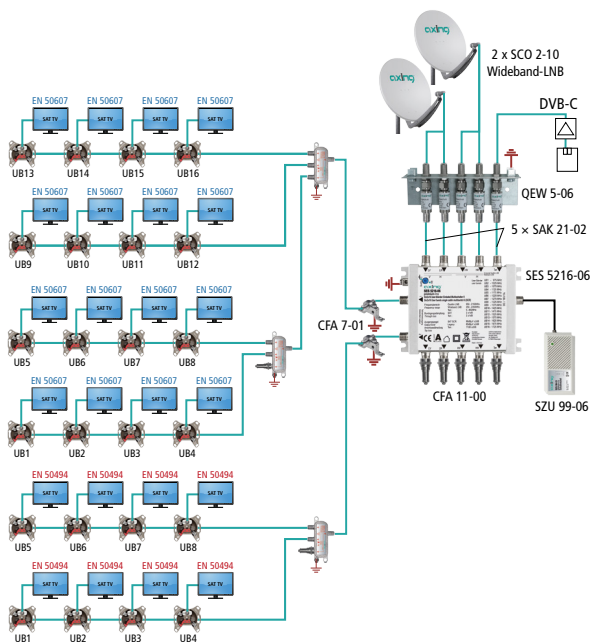 axing
axing
2 x SCO 2-10
Wideband-LNB
DVB-C
QEW 5-06
5 × SAK 21-02
SES 5216-06
SZU 99-06
CFA 7-01
CFA 11-00
EN 50607 EN 50607 EN 50607 EN 50607
SAT TV SAT TV SAT TV SAT TV
UB13 UB14 UB15 UB16
EN 50607 EN 50607 EN 50607 EN 50607
SAT TV SAT TV SAT TV SAT TV
UB9 UB10 UB11 UB12
EN 50607 EN 50607 EN 50607 EN 50607
SAT TV SAT TV SAT TV SAT TV
UB5 UB6 UB7 UB8
EN 50607 EN 50607 EN 50607 EN 50607
SAT TV SAT TV SAT TV SAT TV
UB1 UB2 UB3 UB4
EN 50494 EN 50494 EN 50494 EN 50494
SAT TV SAT TV SAT TV SAT TV
UB5 UB6 UB7 UB8
EN 50494 EN 50494 EN 50494 EN 50494
SAT TV SAT TV SAT TV SAT TV
UB1 UB2 UB3 UB4